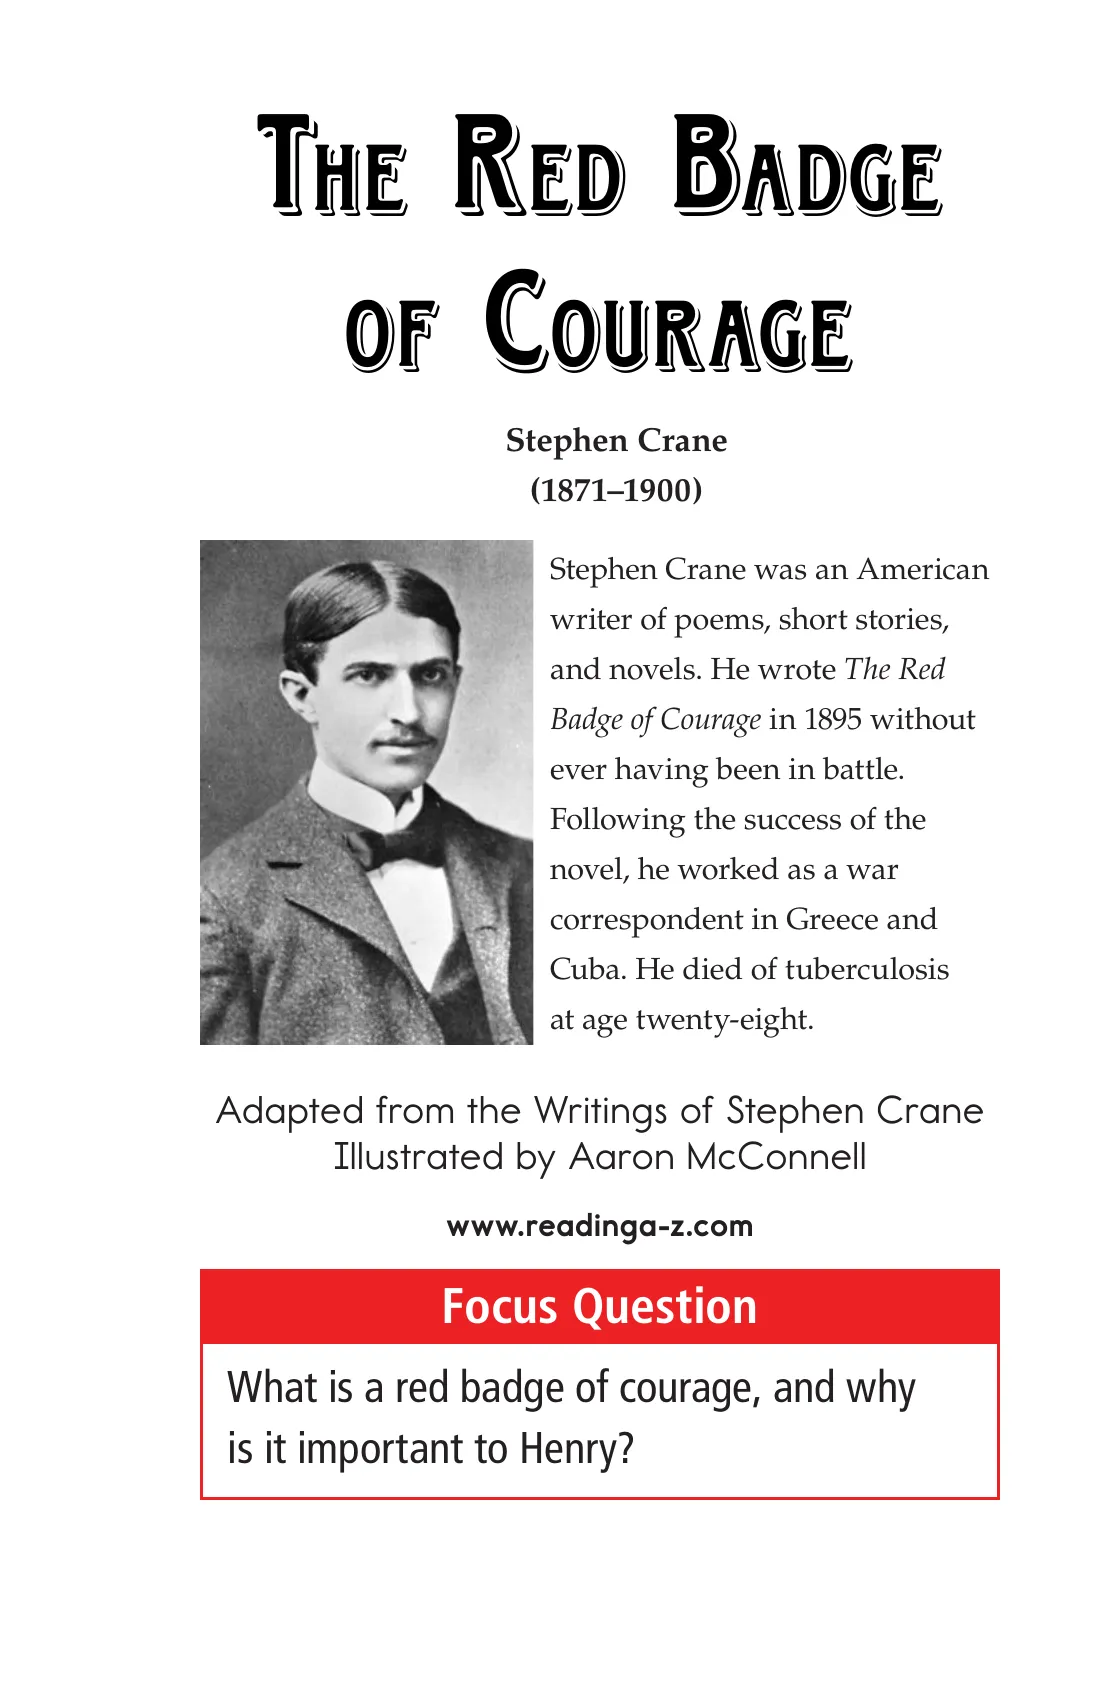 The Red Badge
of Courage
Stephen Crane
(1871–1900)
Stephen Crane was an American
writer of poems, short stories,
and novels. He wrote The Red
Badge of Courage in 1895 without
ever having been in battle.
Following the success of the
novel, he worked as a war
correspondent in Greece and
Cuba. He died of tuberculosis
at age twenty-eight.
Adapted from the Writings of Stephen Crane
Illustrated by Aaron McConnell
www.readinga-z.com
Focus Question
What is a red badge of courage, and why
is it important to Henry?